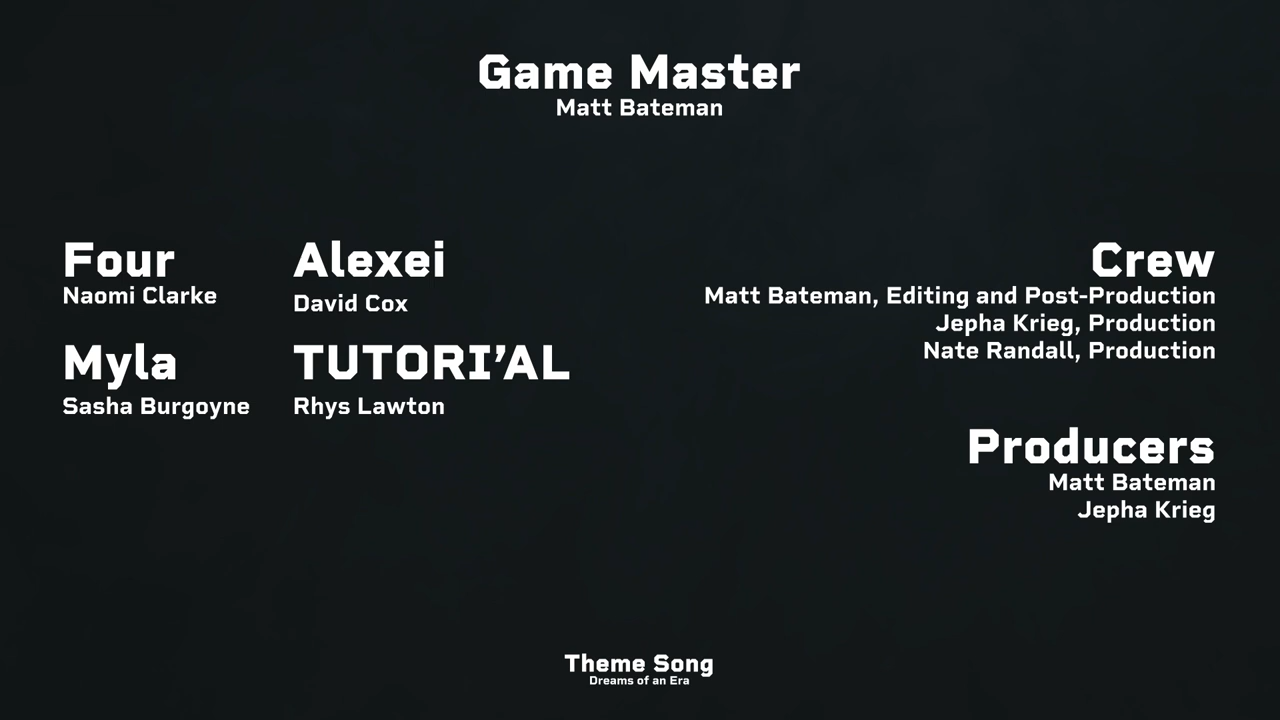 Game Master
Matt Bateman
Four
Naomi Clarke
Alexei
David Cox
Myla
Sasha Burgoyne
TUTORI’AL
Rhys Lawton
Crew
Matt Bateman, Editing and Post-Production
Jepha Krieg, Production
Nate Randall, Production
Producers
Matt Bateman
Jepha Krieg
Theme Song
Dreams of an Era